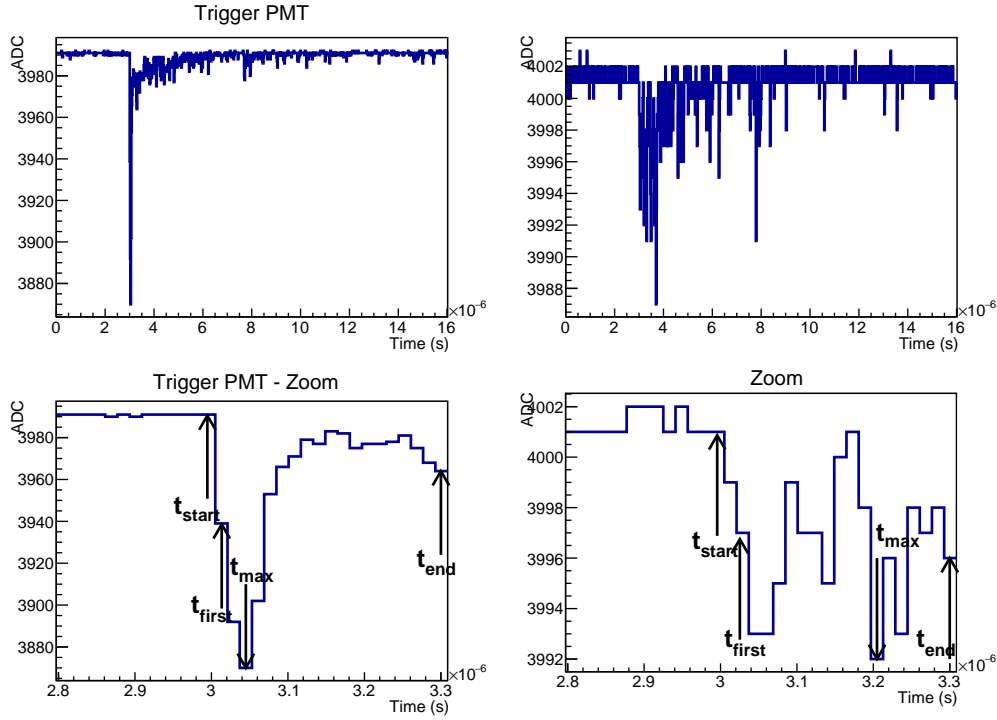 Trigger PMT
ADC
3980
3960
3940
3920
3900
3880
0 2 4 6 8 10 12 14 16
×10⁻⁶
Time (s)
ADC
4002
4000
3998
3996
3994
3992
3990
3988
0 2 4 6 8 10 12 14 16
×10⁻⁶
Time (s)
Trigger PMT - Zoom
ADC
3980
3960
3940
3920
3900
3880
t_start
t_first
t_max
t_end
2.8 2.9 3 3.1 3.2 3.3
×10⁻⁶
Time (s)
Zoom
ADC
4002
4000
3998
3996
3994
3992
t_start
t_first
t_max
t_end
2.8 2.9 3 3.1 3.2 3.3
×10⁻⁶
Time (s)